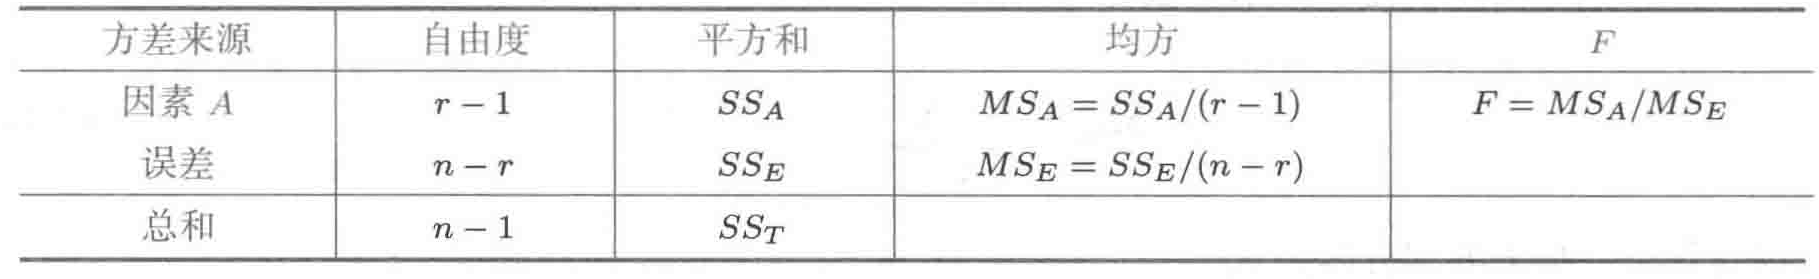 方差来源 自由度 平方和 均方 F
因素 A r − 1 SS_A MS_A = SS_A/(r − 1) F = MS_A/MS_E
误差 n − r SS_E MS_E = SS_E/(n − r)
总和 n − 1 SS_T